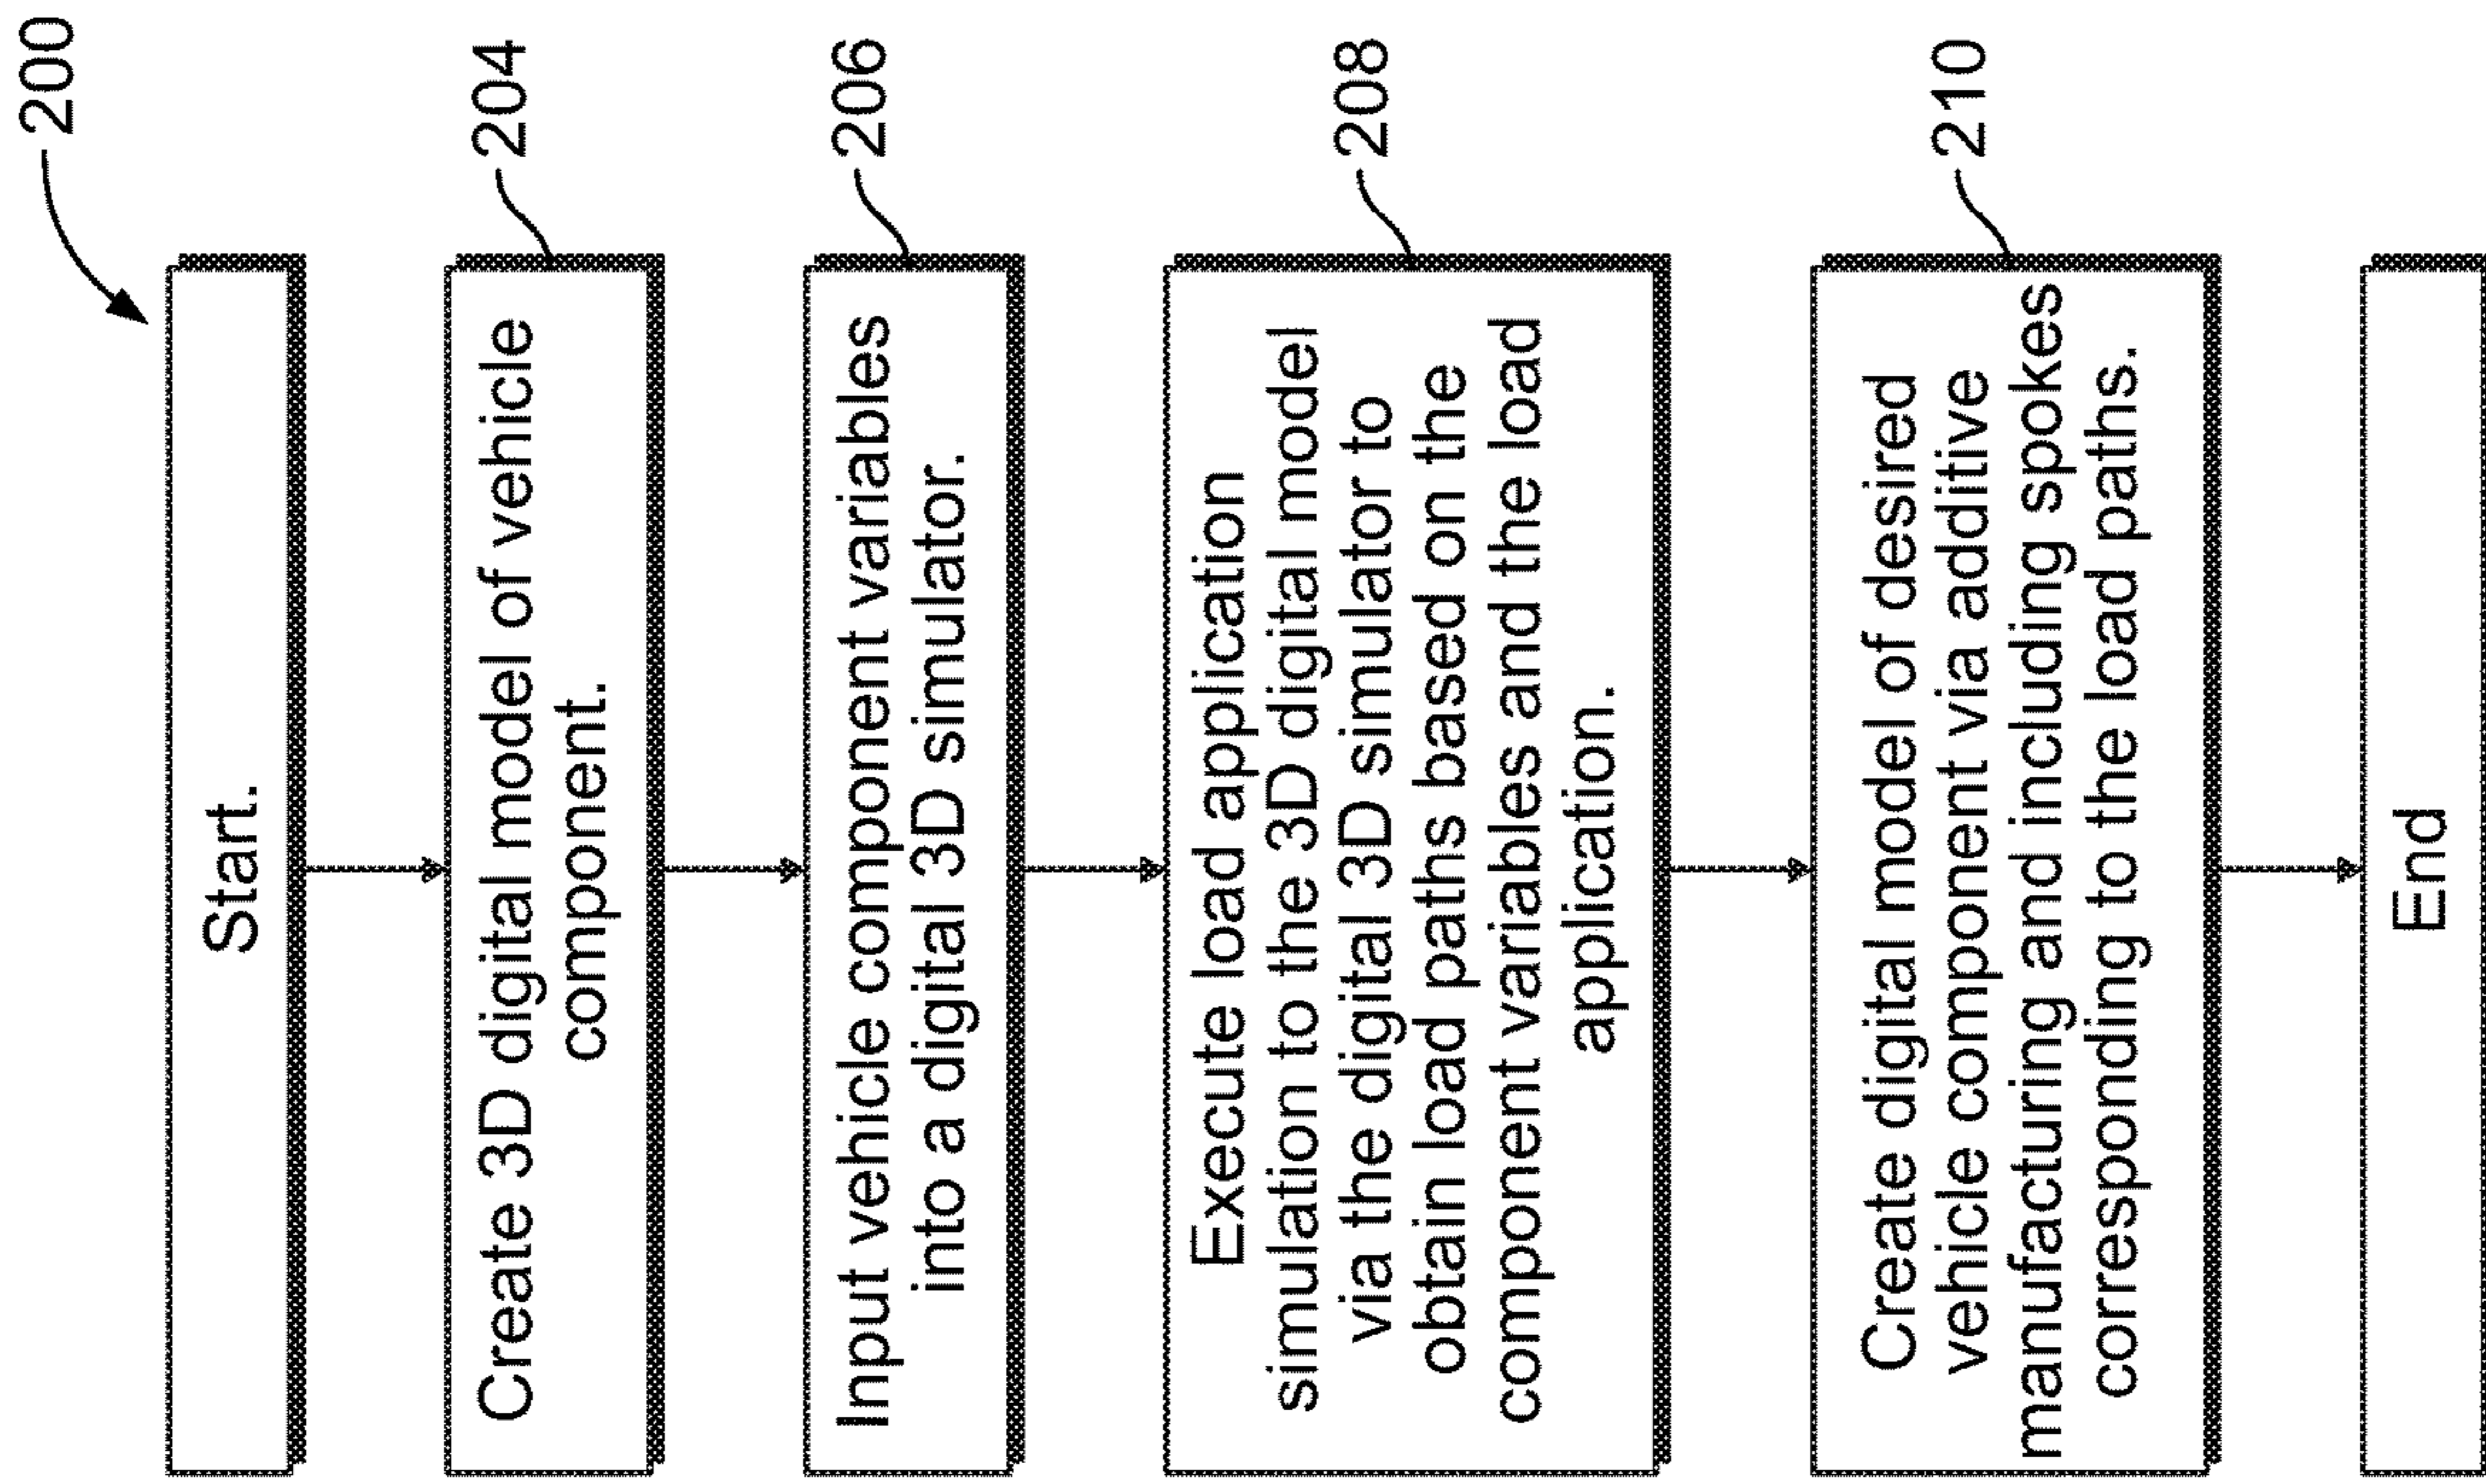 200
Start.
Create 3D digital model of vehicle
component.
204
Input vehicle component variables
into a digital 3D simulator.
206
Execute load application
simulation to the 3D digital model
via the digital 3D simulator to
obtain load paths based on the
component variables and the load
application.
208
Create digital model of desired
vehicle component via additive
manufacturing and including spokes
corresponding to the load paths.
210
End